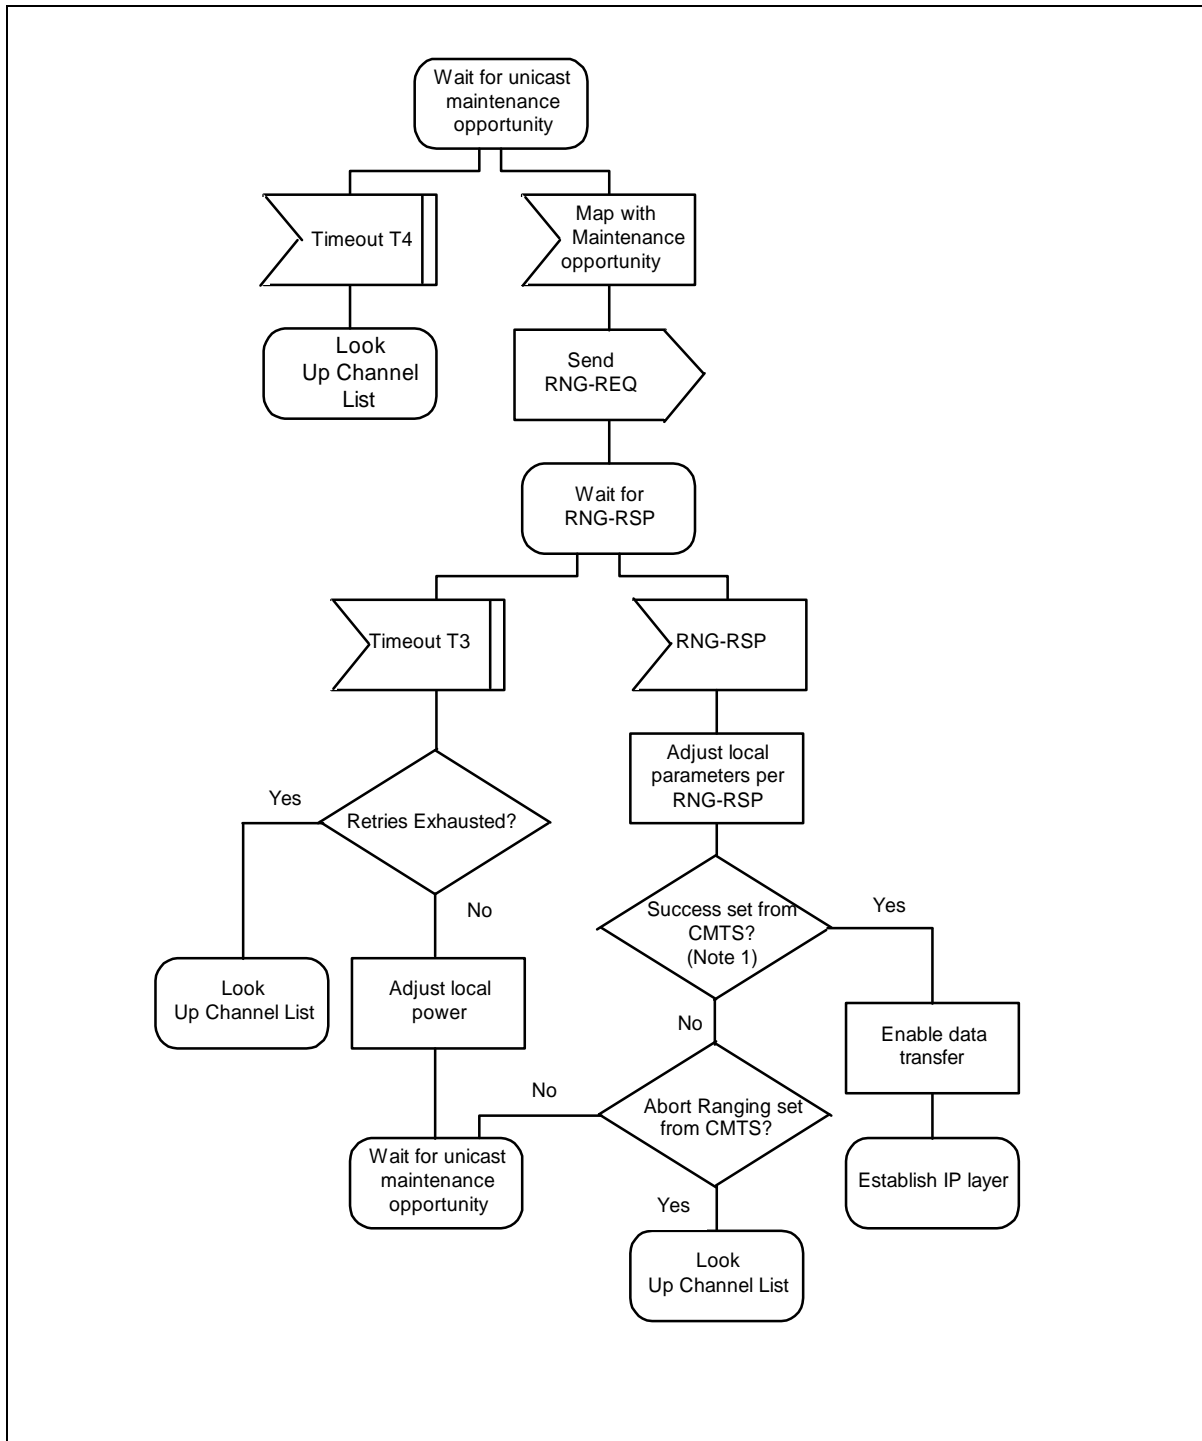 Wait for unicast
maintenance
opportunity
Timeout T4
Map with
Maintenance
opportunity
Look
Up Channel
List
Send
RNG-REQ
Wait for
RNG-RSP
Timeout T3
RNG-RSP
Adjust local
parameters per
RNG-RSP
Yes
Retries Exhausted?
No
Success set from
CMTS?
(Note 1)
Yes
Look
Up Channel List
Adjust local
power
No
Enable data
transfer
No
Abort Ranging set
from CMTS?
Wait for unicast
maintenance
opportunity
Establish IP layer
Yes
Look
Up Channel List